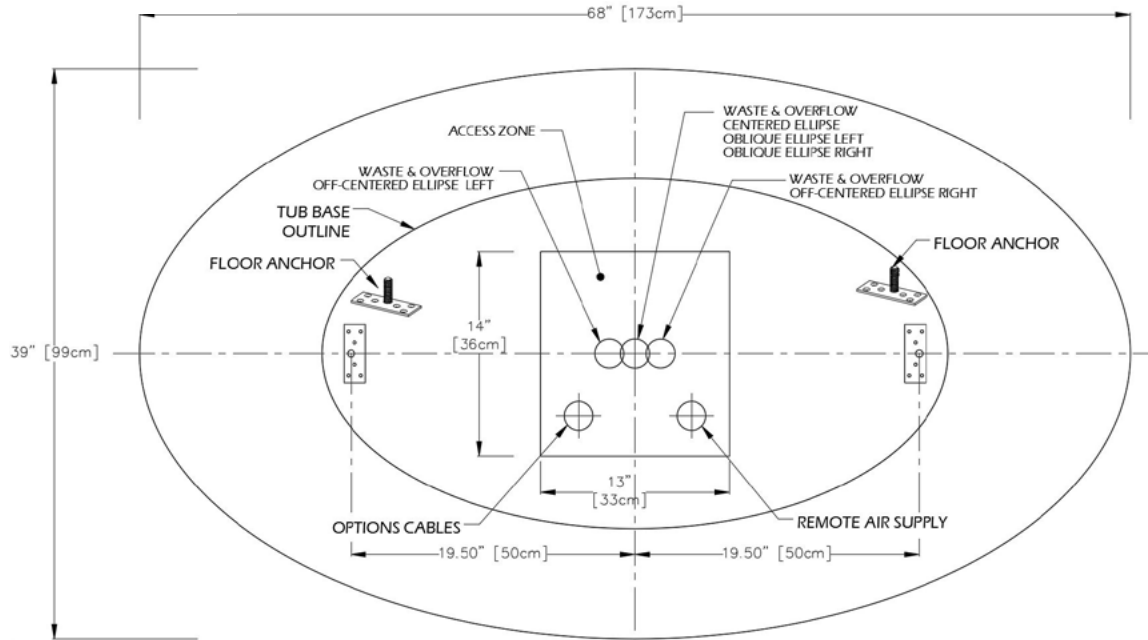 68" [173cm]
WASTE & OVERFLOW
CENTERED ELLIPSE
OBLIQUE ELLIPSE LEFT
OBLIQUE ELLIPSE RIGHT
ACCESS ZONE
WASTE & OVERFLOW
OFF-CENTERED ELLIPSE LEFT
WASTE & OVERFLOW
OFF-CENTERED ELLIPSE RIGHT
TUB BASE
OUTLINE
FLOOR ANCHOR
FLOOR ANCHOR
14"
[36cm]
39" [99cm]
13"
[33cm]
OPTIONS CABLES
REMOTE AIR SUPPLY
19.50" [50cm]
19.50" [50cm]